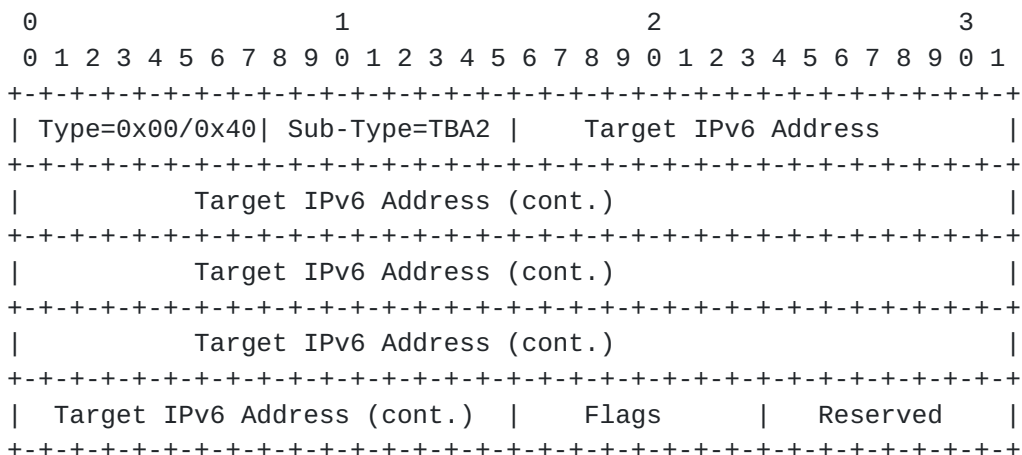 0                   1                   2                   3
 0 1 2 3 4 5 6 7 8 9 0 1 2 3 4 5 6 7 8 9 0 1 2 3 4 5 6 7 8 9 0 1
+-+-+-+-+-+-+-+-+-+-+-+-+-+-+-+-+-+-+-+-+-+-+-+-+-+-+-+-+-+-+-+-+
| Type=0x00/0x40| Sub-Type=TBA2 |    Target IPv6 Address        |
+-+-+-+-+-+-+-+-+-+-+-+-+-+-+-+-+-+-+-+-+-+-+-+-+-+-+-+-+-+-+-+-+
|           Target IPv6 Address (cont.)                         |
+-+-+-+-+-+-+-+-+-+-+-+-+-+-+-+-+-+-+-+-+-+-+-+-+-+-+-+-+-+-+-+-+
|           Target IPv6 Address (cont.)                         |
+-+-+-+-+-+-+-+-+-+-+-+-+-+-+-+-+-+-+-+-+-+-+-+-+-+-+-+-+-+-+-+-+
|           Target IPv6 Address (cont.)                         |
+-+-+-+-+-+-+-+-+-+-+-+-+-+-+-+-+-+-+-+-+-+-+-+-+-+-+-+-+-+-+-+-+
|  Target IPv6 Address (cont.)  |    Flags      |   Reserved    |
+-+-+-+-+-+-+-+-+-+-+-+-+-+-+-+-+-+-+-+-+-+-+-+-+-+-+-+-+-+-+-+-+